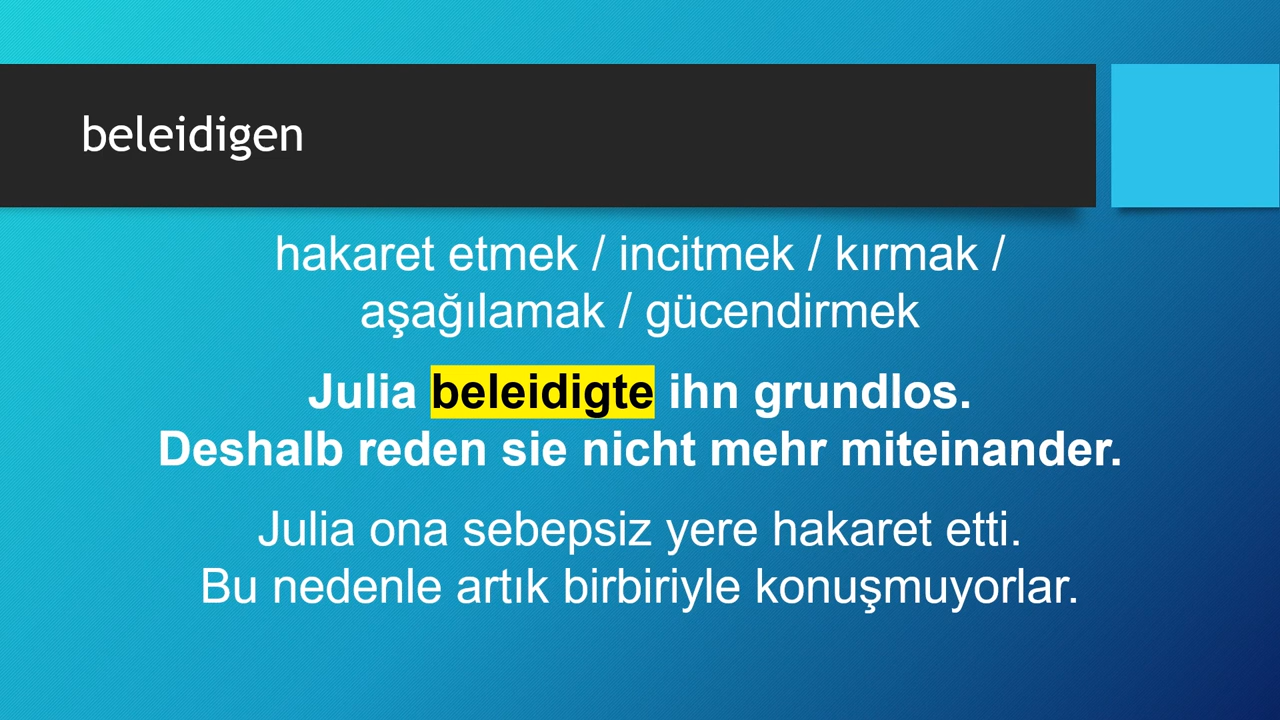 beleidigen
hakaret etmek / incitmek / kırmak /
aşağılamak / gücendirmek
Julia beleidigte ihn grundlos.
Deshalb reden sie nicht mehr miteinander.
Julia ona sebepsiz yere hakaret etti.
Bu nedenle artık birbiriyle konuşmuyorlar.